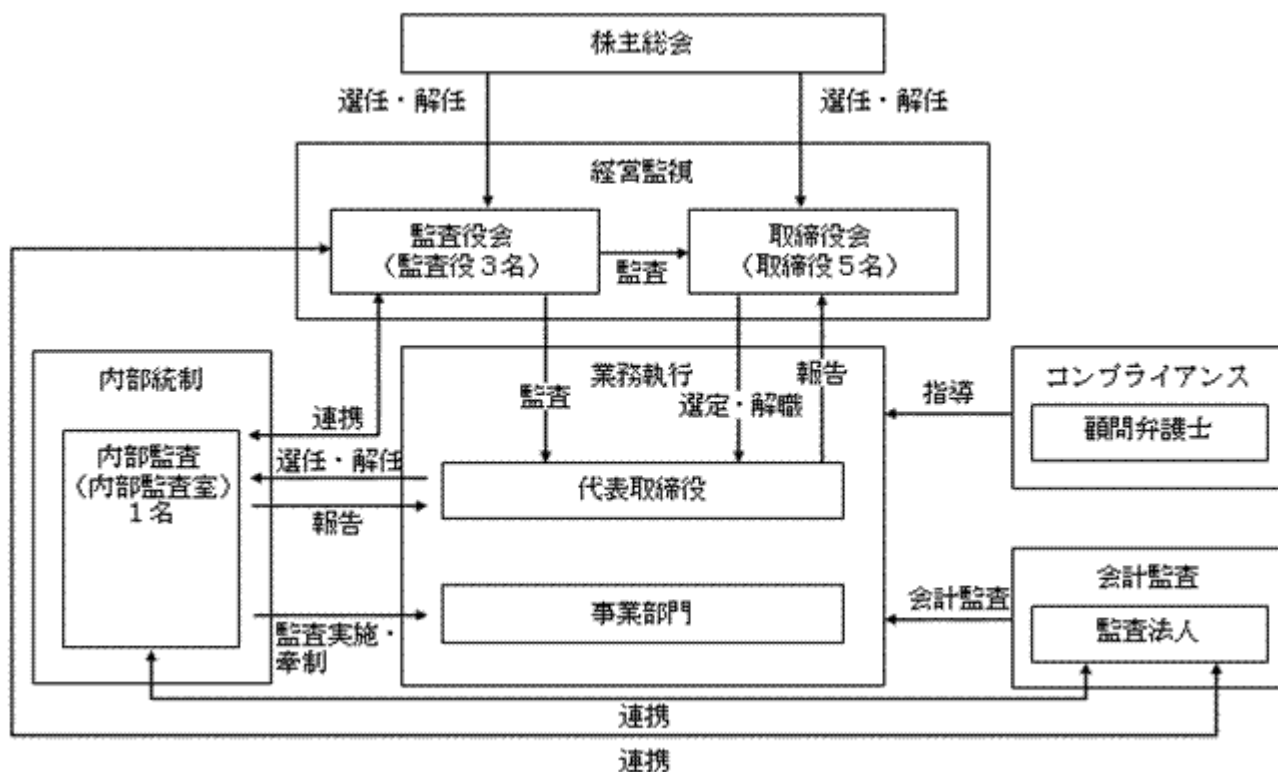 株主総会
選任・解任
選任・解任
経営監視
監査役会
（監査役３名）
監査
取締役会
（取締役５名）
内部統制
連携
内部監査
（内部監査室）
１名
選任・解任
報告
監査実施・
牽制
業務執行
監査
選定・解職
報告
代表取締役
事業部門
指導
コンプライアンス
顧問弁護士
会計監査
会計監査
監査法人
連携
連携